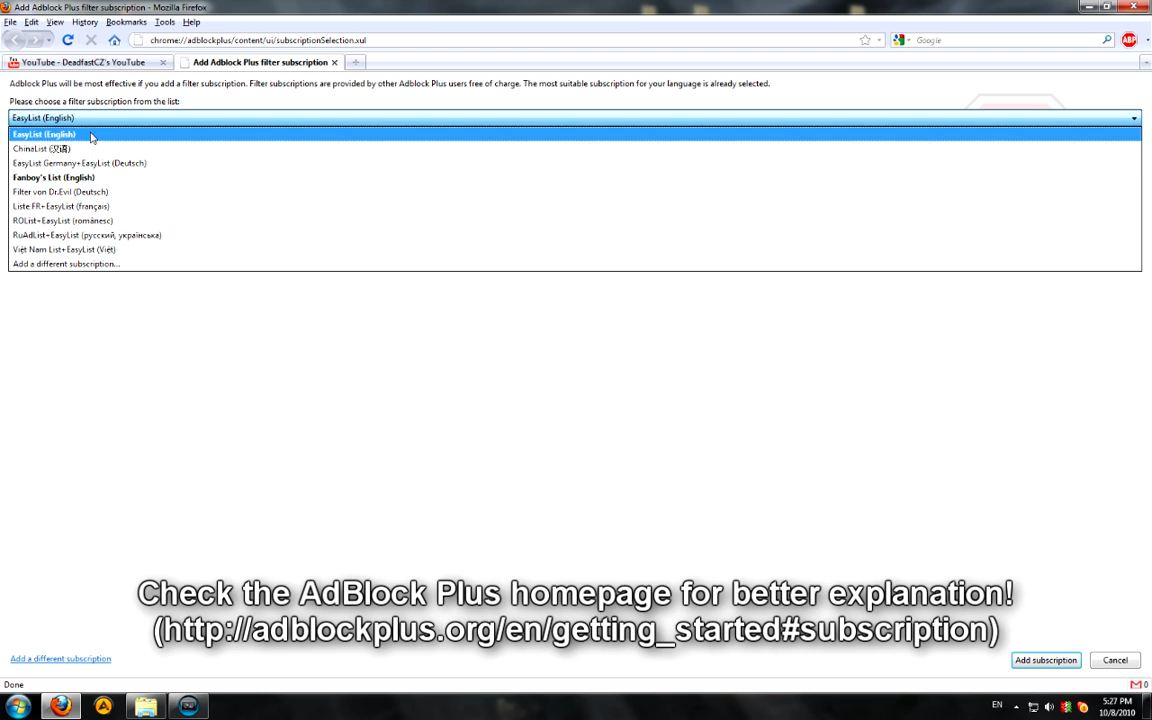 Add Adblock Plus filter subscription - Mozilla Firefox
File Edit View History Bookmarks Tools Help
chrome://adblockplus/content/ui/subscriptionSelection.xul
Google
ABP
YouTube - DeadfastCZ's YouTube
Add Adblock Plus filter subscription
Adblock Plus will be most effective if you add a filter subscription. Filter subscriptions are provided by other Adblock Plus users free of charge. The most suitable subscription for your language is already selected.
Please choose a filter subscription from the list:
EasyList (English)
EasyList (English)
ChinaList (汉语)
EasyList Germany+EasyList (Deutsch)
Fanboy's List (English)
Filter von Dr.Evil (Deutsch)
Liste FR+EasyList (français)
ROList+EasyList (românesc)
RuAdList+EasyList (русский, українська)
Việt Nam List+EasyList (Việt)
Add a different subscription...
Check the AdBlock Plus homepage for better explanation!
(http://adblockplus.org/en/getting_started#subscription)
Add a different subscription
Add subscription
Cancel
Done
0
EN
5:27 PM
10/8/2010